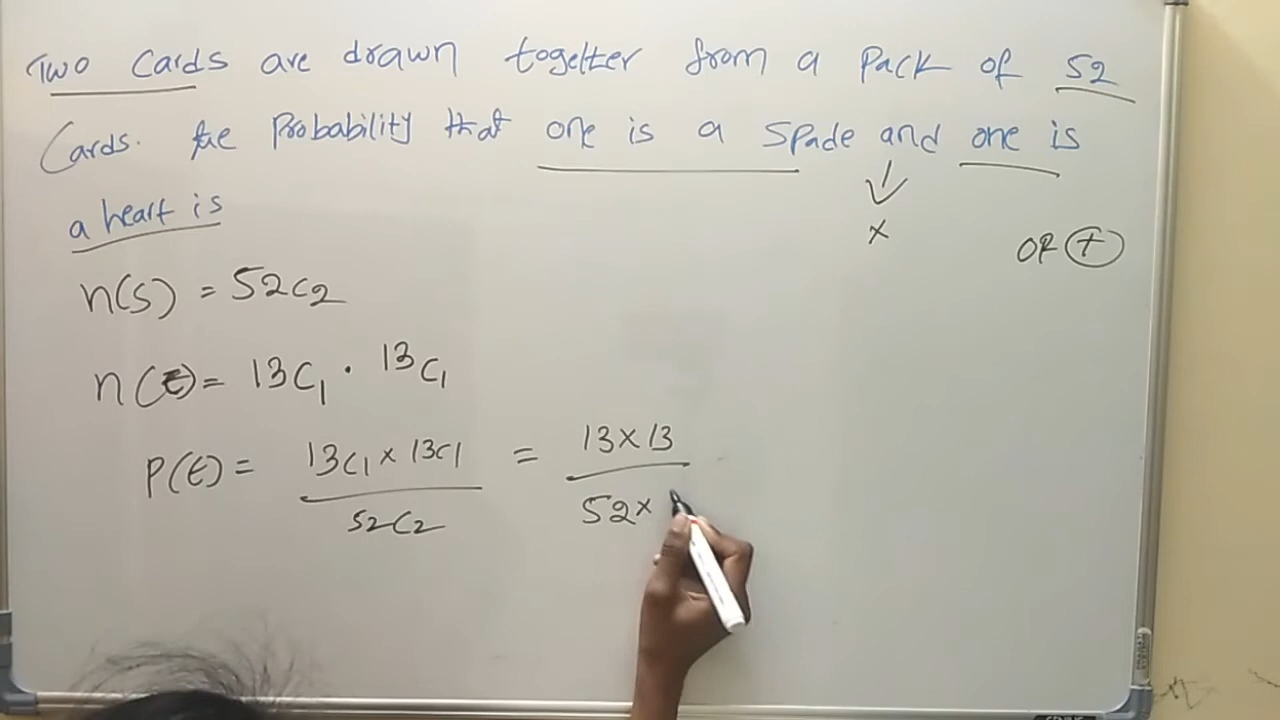 Two Cards are drawn together from a Pack of 52
Cards. the Probability that one is a Spade and one is
a heart is
x
OR +
n(S) = 52C2
n(E) = 13C1 · 13C1
P(E) = 13C1 x 13C1 / 52C2 = 13 x 13 / 52 x